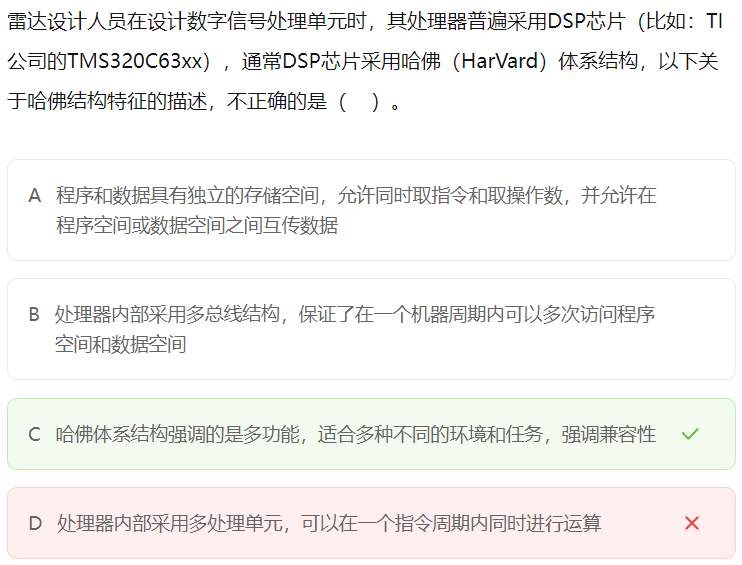 雷达设计人员在设计数字信号处理单元时，其处理器普遍采用DSP芯片（比如：TI
公司的TMS320C63xx），通常DSP芯片采用哈佛（HarVard）体系结构，以下关
于哈佛结构特征的描述，不正确的是（ ）。
A 程序和数据具有独立的存储空间，允许同时取指令和取操作数，并允许在
程序空间或数据空间之间互传数据
B 处理器内部采用多总线结构，保证了在一个机器周期内可以多次访问程序
空间和数据空间
C 哈佛体系结构强调的是多功能，适合多种不同的环境和任务，强调兼容性
D 处理器内部采用多处理单元，可以在一个指令周期内同时进行运算